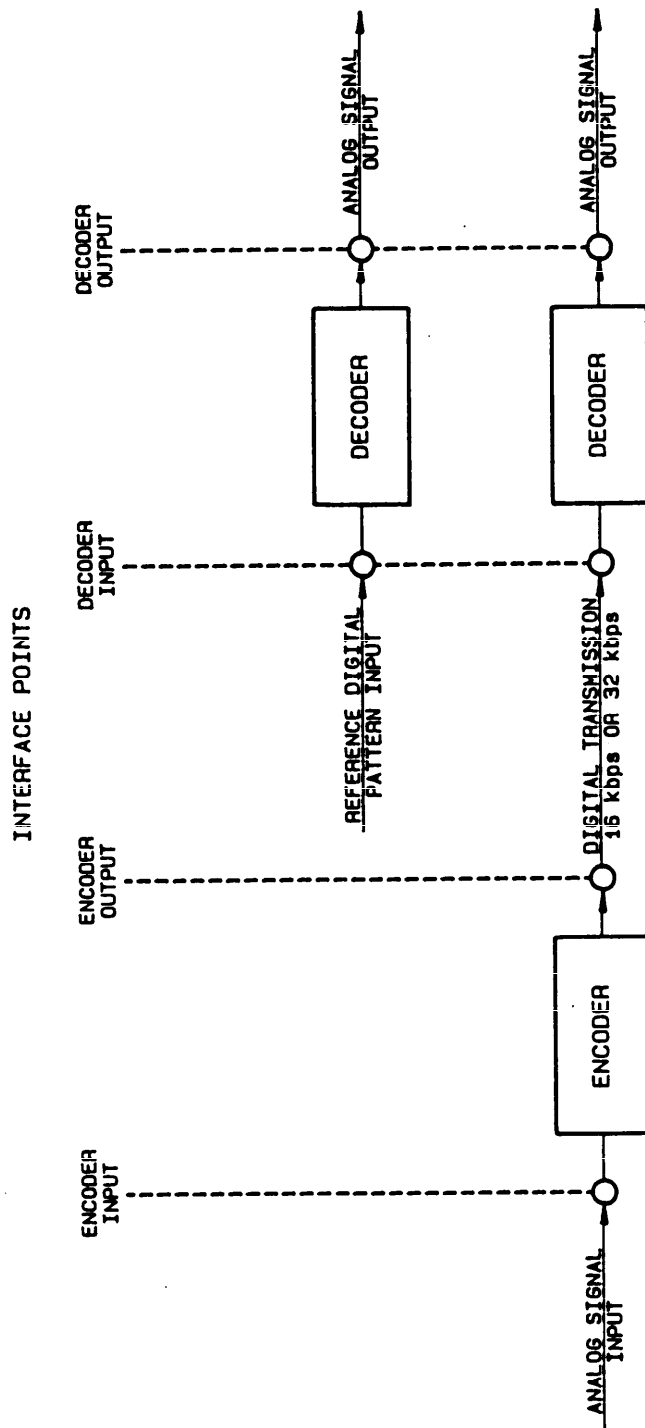 INTERFACE POINTS
ENCODER
INPUT
ENCODER
OUTPUT
DECODER
INPUT
DECODER
OUTPUT
REFERENCE DIGITAL
PATTERN INPUT
DECODER
ANALOG SIGNAL
OUTPUT
ANALOG SIGNAL
INPUT
ENCODER
DIGITAL TRANSMISSION
16 kbps OR 32 kbps
DECODER
ANALOG SIGNAL
OUTPUT